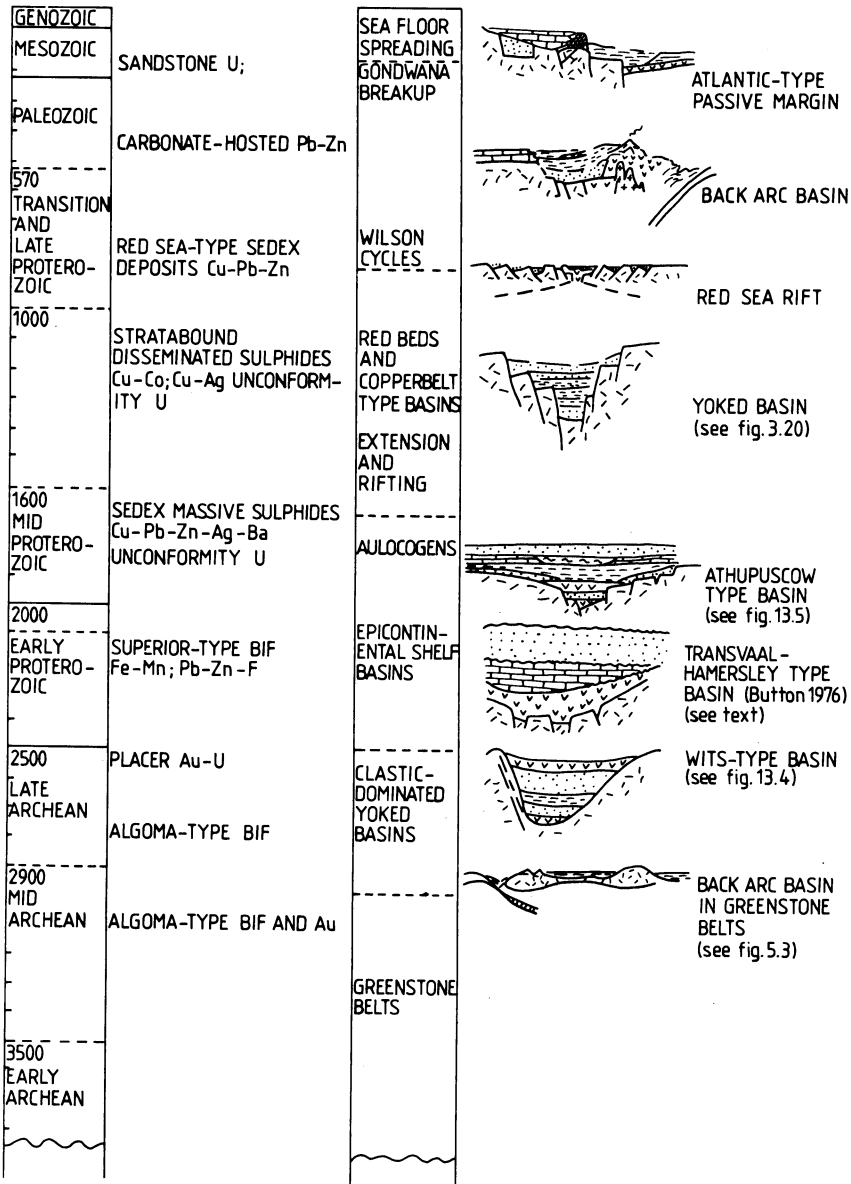 GENOZOIC
MESOZOIC
PALEOZOIC
570
TRANSITION
AND
LATE
PROTERO-
ZOIC
1000
1600
MID
PROTERO-
ZOIC
2000
EARLY
PROTERO-
ZOIC
2500
LATE
ARCHEAN
2900
MID
ARCHEAN
3500
EARLY
ARCHEAN
SANDSTONE U;
CARBONATE-HOSTED Pb-Zn
RED SEA-TYPE SEDEX
DEPOSITS Cu-Pb-Zn
STRATABOUND
DISSEMINATED SULPHIDES
Cu-Co; Cu-Ag UNCONFORM-
ITY U
SEDEX MASSIVE SULPHIDES
Cu-Pb-Zn-Ag-Ba
UNCONFORMITY U
SUPERIOR-TYPE BIF
Fe-Mn; Pb-Zn-F
PLACER Au-U
ALGOMA-TYPE BIF
ALGOMA-TYPE BIF AND Au
SEA FLOOR
SPREADING
GONDWANA
BREAKUP
WILSON
CYCLES
RED BEDS
AND
COPPERBELT
TYPE BASINS
EXTENSION
AND
RIFTING
AULOCOGENS
EPICONTIN-
ENTAL SHELF
BASINS
CLASTIC-
DOMINATED
YOKED
BASINS
GREENSTONE
BELTS
ATLANTIC-TYPE
PASSIVE MARGIN
BACK ARC BASIN
RED SEA RIFT
YOKED BASIN
(see fig. 3.20)
ATHUPUSCOW
TYPE BASIN
(see fig. 13.5)
TRANSVAAL-
HAMERSLEY TYPE
BASIN (Button 1976)
(see text)
WITS-TYPE BASIN
(see fig. 13.4)
BACK ARC BASIN
IN GREENSTONE
BELTS
(see fig. 5.3)